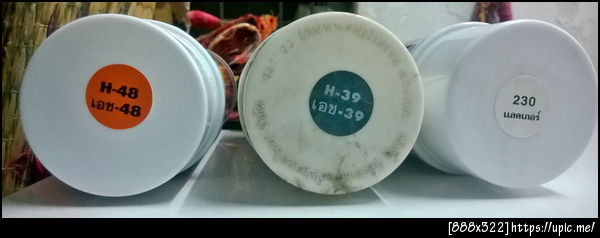 H-48
เอช-48
H-39
เอช-39
230
แลคเกอร์
[888x322]https://upic.me/